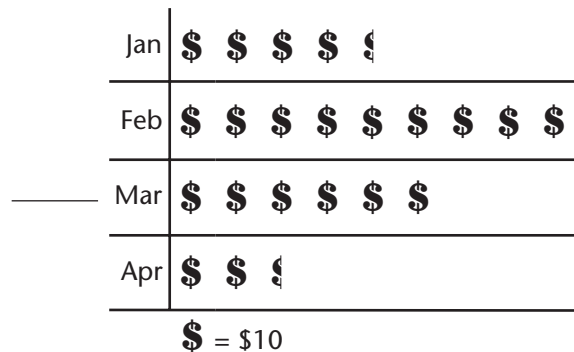 Jan $ $ $ $ $
Feb $ $ $ $ $ $ $ $ $
Mar $ $ $ $ $ $
Apr $ $ $
$ = $10